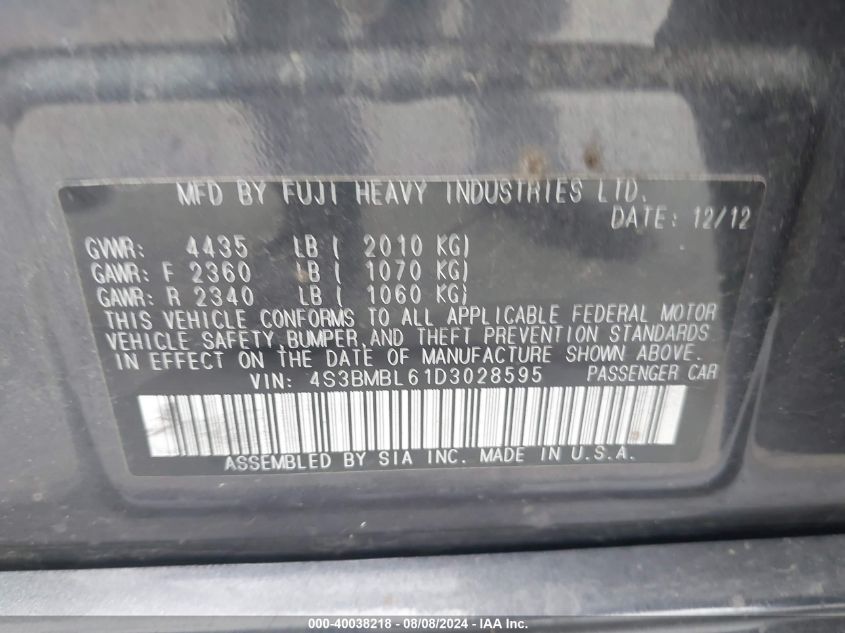 MFD BY FUJI HEAVY INDUSTRIES LTD.
DATE: 12/12
GVWR: 4435 LB ( 2010 KG)
GAWR: F 2360 LB ( 1070 KG)
GAWR: R 2340 LB ( 1060 KG)
THIS VEHICLE CONFORMS TO ALL APPLICABLE FEDERAL MOTOR
VEHICLE SAFETY, BUMPER, AND THEFT PREVENTION STANDARDS
IN EFFECT ON THE DATE OF MANUFACTURE SHOWN ABOVE.
VIN: 4S3BMBL61D3028595 PASSENGER CAR
ASSEMBLED BY SIA INC. MADE IN U.S.A.
000-40038218 - 08/08/2024 - IAANSW - Copyright © 2024 IAA, Inc.